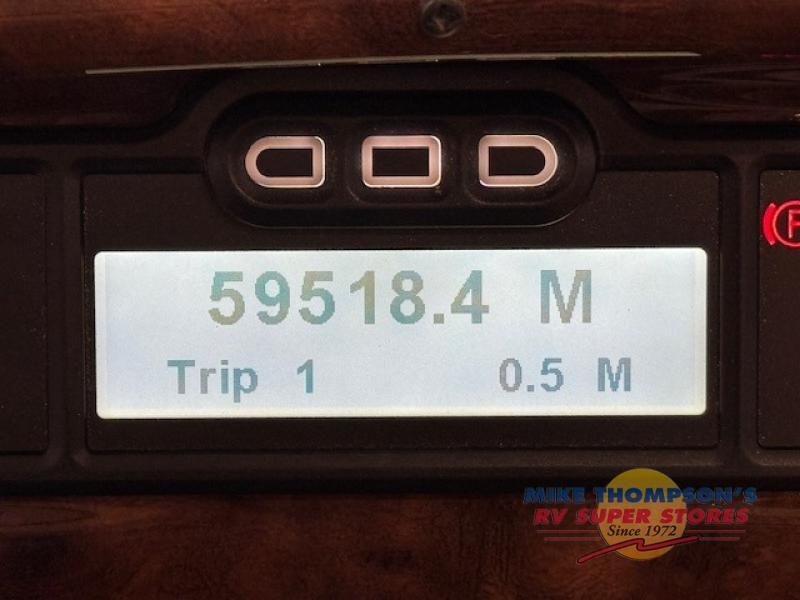 59518.4 M
Trip 1 0.5 M
P
MIKE THOMPSON'S
RV SUPER STORES
Since 1972